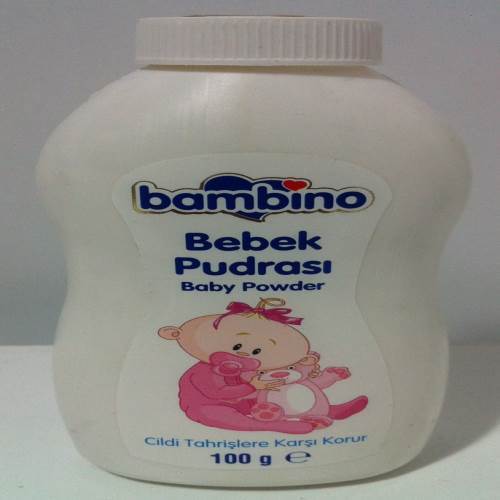 bambino
Bebek
Pudrası
Baby Powder
Cildi Tahrişlere Karşı Korur
100 g ℮